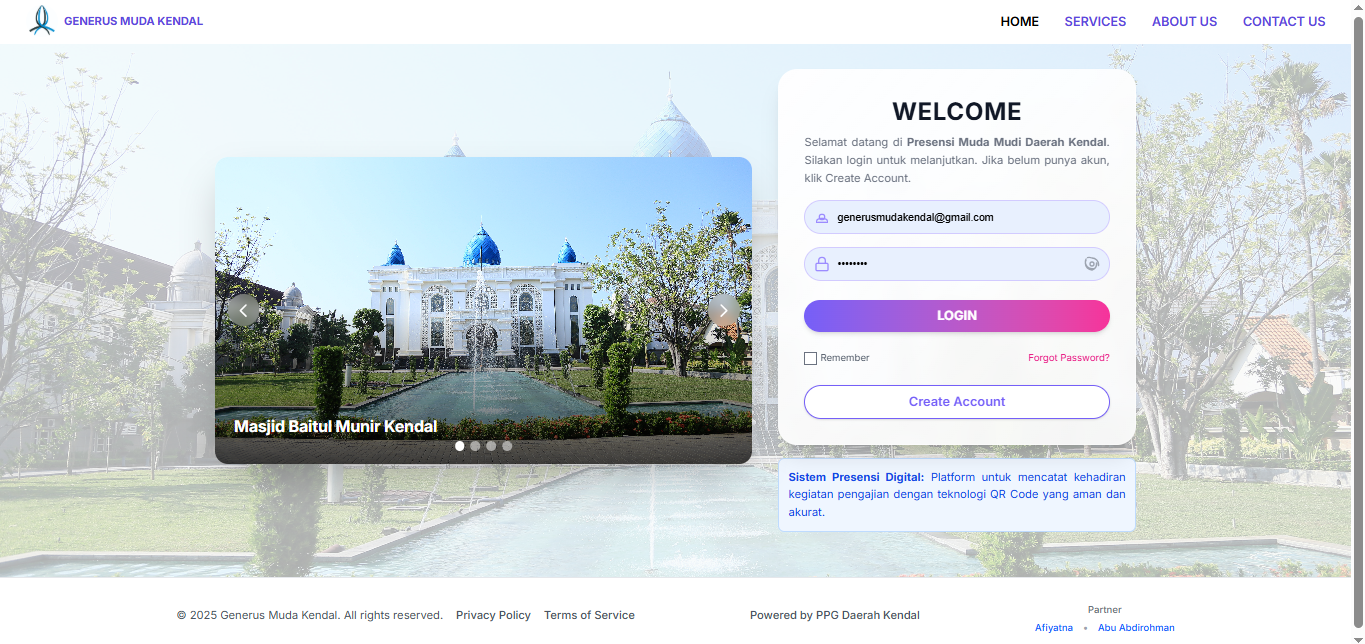 GENERUS MUDA KENDAL
HOME
SERVICES
ABOUT US
CONTACT US
WELCOME
Selamat datang di Presensi Muda Mudi Daerah Kendal.
Silakan login untuk melanjutkan. Jika belum punya akun,
klik Create Account.
generusmudakendal@gmail.com
••••••••
LOGIN
Remember
Forgot Password?
Create Account
Masjid Baitul Munir Kendal
Sistem Presensi Digital: Platform untuk mencatat kehadiran
kegiatan pengajian dengan teknologi QR Code yang aman dan
akurat.
© 2025 Generus Muda Kendal. All rights reserved.
Privacy Policy
Terms of Service
Powered by PPG Daerah Kendal
Partner
Afiyatna • Abu Abdirohman